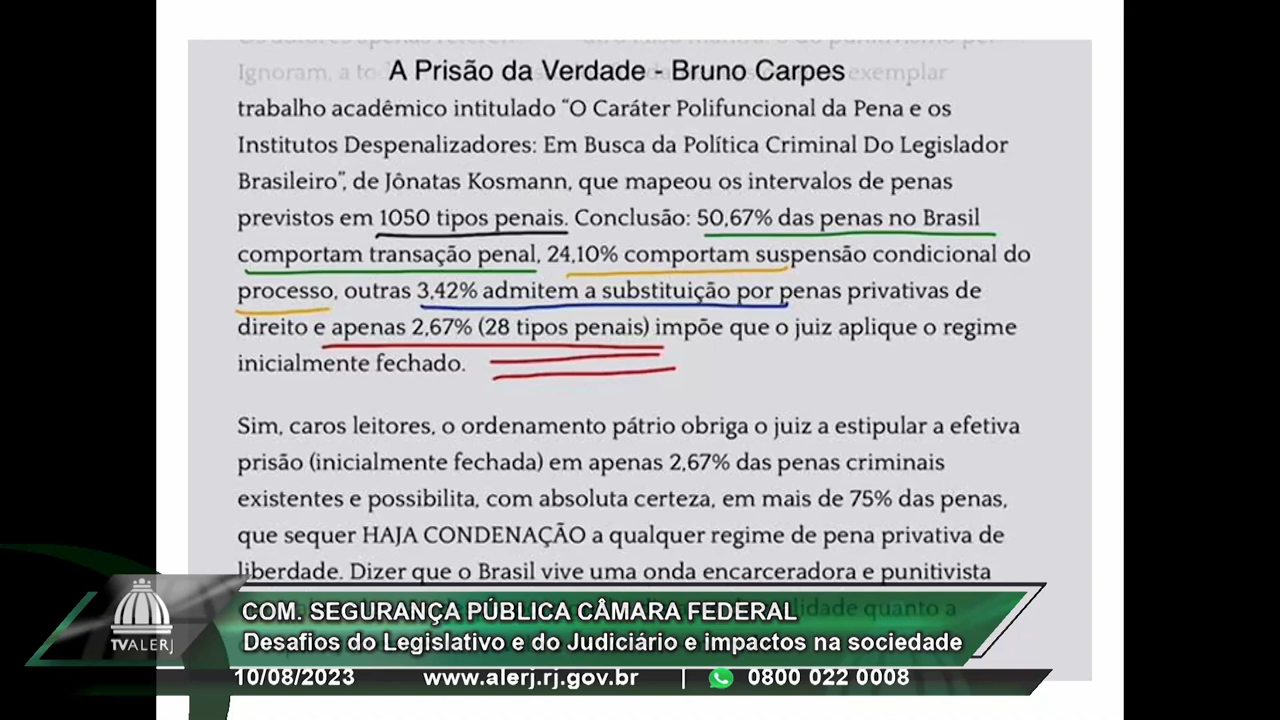 Ignoram, a
exemplar
A Prisão da Verdade - Bruno Carpes
trabalho acadêmico intitulado “O Caráter Polifuncional da Pena e os
Institutos Despenalizadores: Em Busca da Política Criminal Do Legislador
Brasileiro”, de Jônatas Kosmann, que mapeou os intervalos de penas
previstos em 1050 tipos penais. Conclusão: 50,67% das penas no Brasil
comportam transação penal, 24,10% comportam suspensão condicional do
processo, outras 3,42% admitem a substituição por penas privativas de
direito e apenas 2,67% (28 tipos penais) impõe que o juiz aplique o regime
inicialmente fechado.
Sim, caros leitores, o ordenamento pátrio obriga o juiz a estipular a efetiva
prisão (inicialmente fechada) em apenas 2,67% das penas criminais
existentes e possibilita, com absoluta certeza, em mais de 75% das penas,
que sequer HAJA CONDENAÇÃO a qualquer regime de pena privativa de
liberdade. Dizer que o Brasil vive uma onda encarceradora e punitivista
quanto a
COM. SEGURANÇA PÚBLICA CÂMARA FEDERAL
Desafios do Legislativo e do Judiciário e impactos na sociedade
TVALERJ
10/08/2023 www.alerj.rj.gov.br | 0800 022 0008